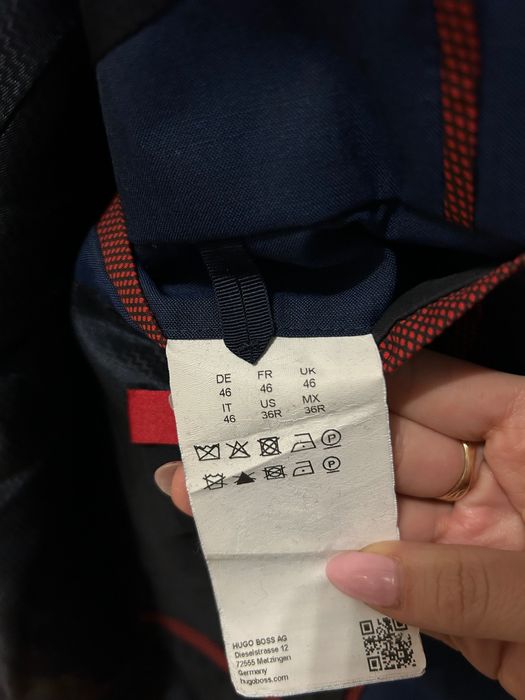 DE FR UK
46 46 46
IT US MX
46 36R 36R
P
P
HUGO BOSS AG
Dieselstrasse 12
72555 Metzingen
Germany
hugoboss.com